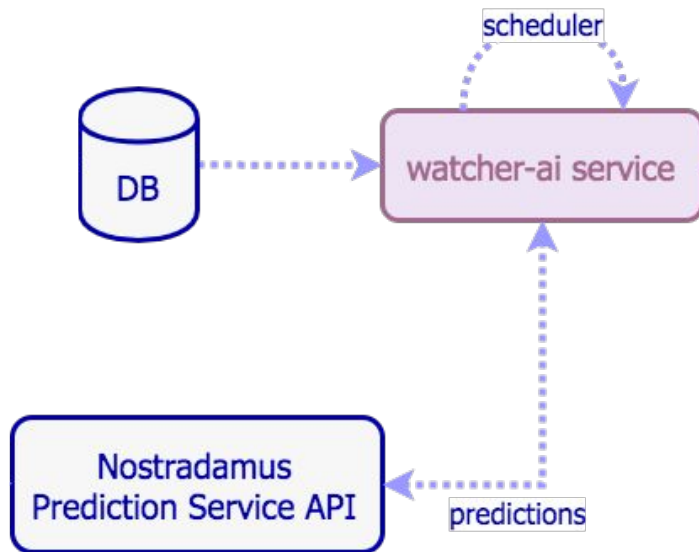 scheduler
watcher-ai service
DB
Nostradamus
Prediction Service API
predictions